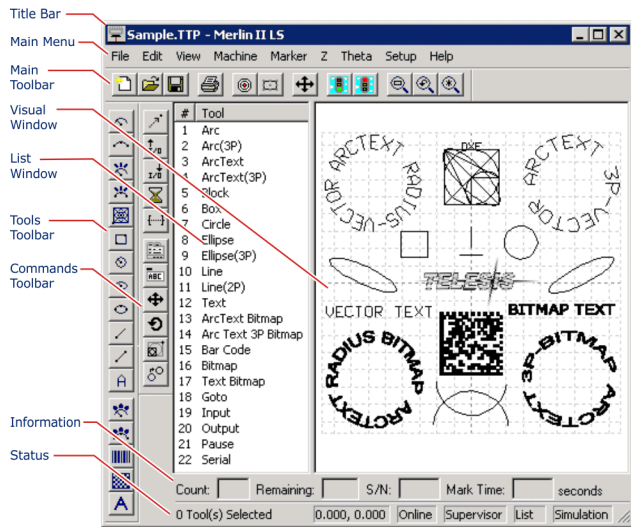 Title Bar
Sample.TTP - Merlin II LS
Main Menu
File Edit View Machine Marker Z Theta Setup Help
Main
Toolbar
Visual
Window
List
Window
Tools
Toolbar
Commands
Toolbar
Information
Status
I/O
I/O
ABC
A
A
# Tool
1 Arc
2 Arc(3P)
3 ArcText
4 ArcText(3P)
5 Block
6 Box
7 Circle
8 Ellipse
9 Ellipse(3P)
10 Line
11 Line(2P)
12 Text
13 ArcText Bitmap
14 Arc Text 3P Bitmap
15 Bar Code
16 Bitmap
17 Text Bitmap
18 Goto
19 Input
20 Output
21 Pause
22 Serial
VECTOR ARCTEXT RADIUS-
DXF
3P-VECTOR ARCTEXT
TELESIS
VECTOR TEXT
BITMAP TEXT
RADIUS BITMAP ARCTEXT
3P-BITMAP ARCTEXT
Count: Remaining: S/N: Mark Time: seconds
0 Tool(s) Selected 0.000, 0.000 Online Supervisor List Simulation